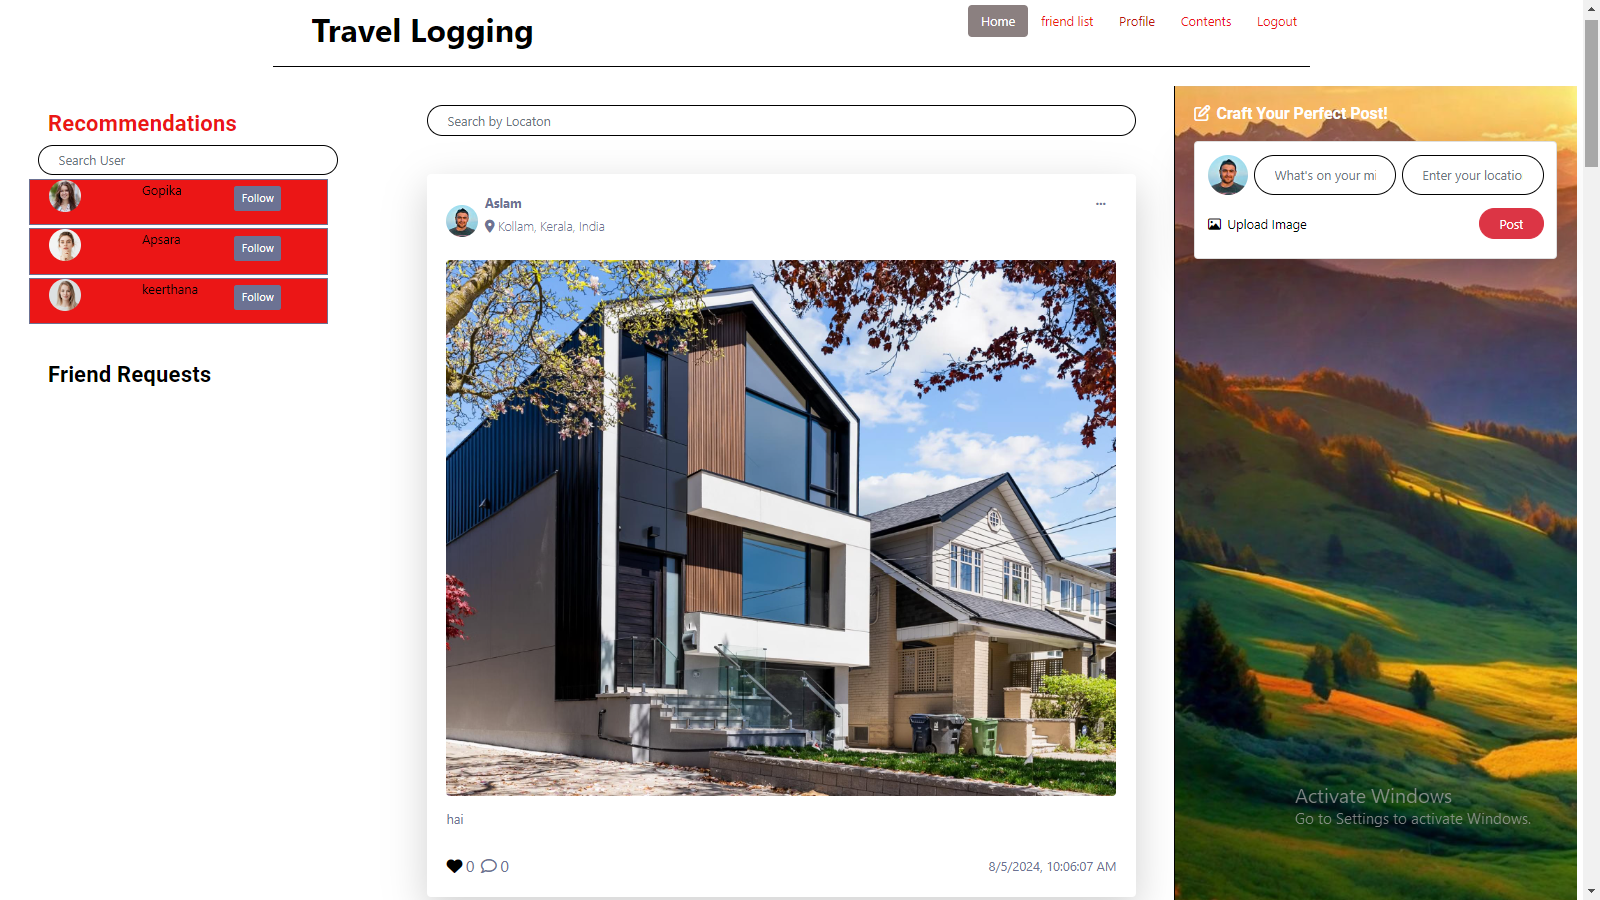 Travel Logging
Home
friend list
Profile
Contents
Logout
Recommendations
Search User
Gopika
Follow
Apsara
Follow
keerthana
Follow
Friend Requests
Search by Locaton
Aslam
Kollam, Kerala, India
hai
0 0
8/5/2024, 10:06:07 AM
Craft Your Perfect Post!
What's on your mi
Enter your locatio
Upload Image
Post
Activate Windows
Go to Settings to activate Windows.